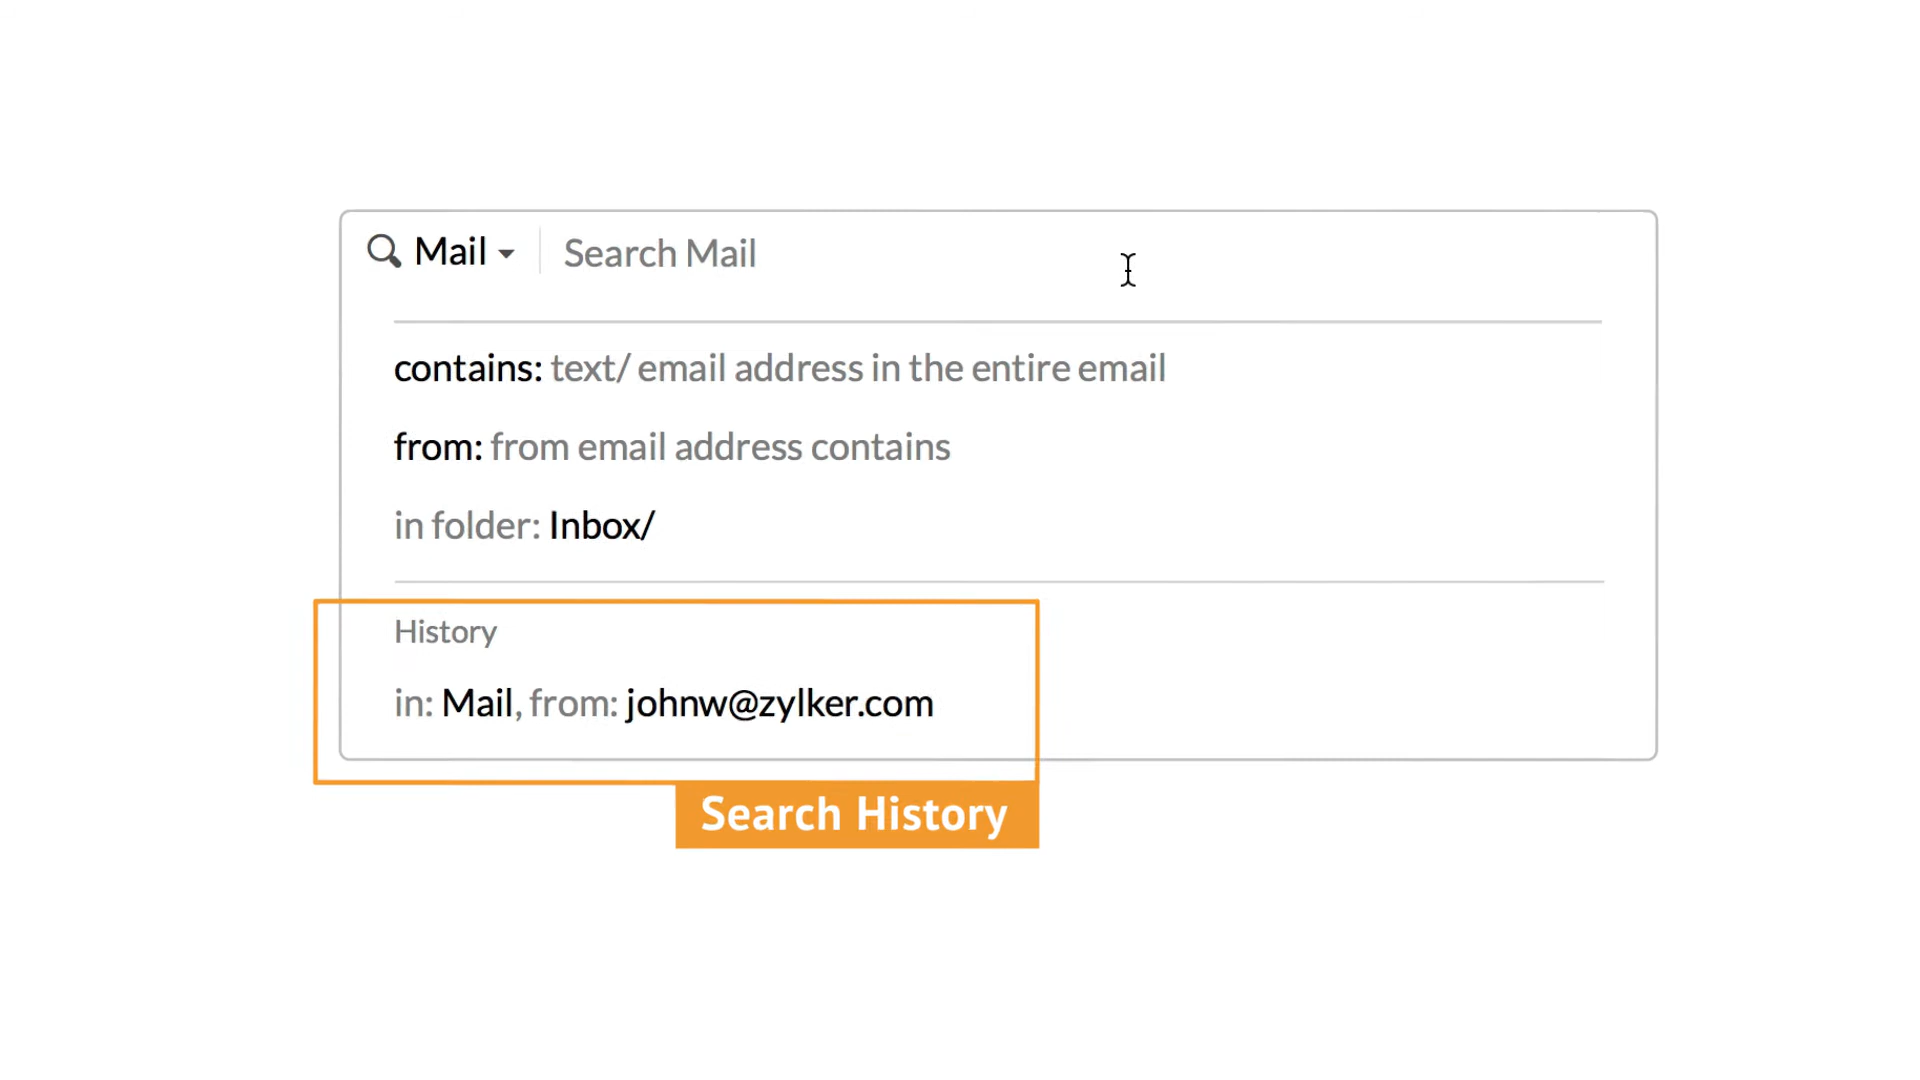 Mail
Search Mail
contains: text/ email address in the entire email
from: from email address contains
in folder: Inbox/
History
in: Mail, from: johnw@zylker.com
Search History